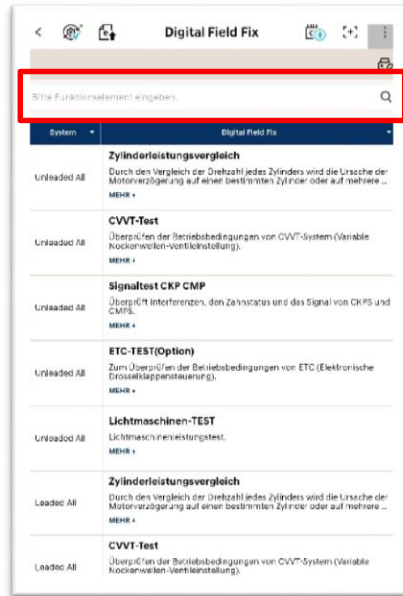 Digital Field Fix
Bitte Funktionselement eingeben.
System
Digital Field Fix
Unleaded All
Zylinderleistungsvergleich
Durch den Vergleich der Drehzahl jedes Zylinders wird die Ursache der
Motorverzögerung auf einen bestimmten Zylinder oder auf mehrere ...
MEHR +
Unleaded All
CVVT-Test
Überprüfen der Betriebsbedingungen von CVVT-System (Variable
Nockenwellen-Ventileinstellung).
MEHR +
Unleaded All
Signaltest CKP CMP
Überprüft Interferenzen, den Zahnstatus und das Signal von CKPS und
CMPS.
MEHR +
Unleaded All
ETC-TEST(Option)
Zum Überprüfen der Betriebsbedingungen von ETC (Elektronische
Drosselklappensteuerung).
MEHR +
Unleaded All
Lichtmaschinen-TEST
Lichtmaschinenleistungstest.
MEHR +
Leaded All
Zylinderleistungsvergleich
Durch den Vergleich der Drehzahl jedes Zylinders wird die Ursache der
Motorverzögerung auf einen bestimmten Zylinder oder auf mehrere ...
MEHR +
Leaded All
CVVT-Test
Überprüfen der Betriebsbedingungen von CVVT-System (Variable
Nockenwellen-Ventileinstellung).